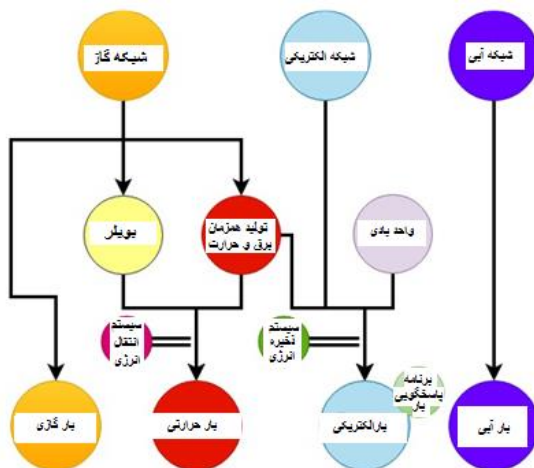 شبکه آبی
شبکه الکتریکی
شبکه گاز
واحد بادی
تولید همزمان
برق و حرارت
بویلر
سیستم
ذخیره
انرژی
سیستم
انتقال
انرژی
برنامه
پاسخگویی
بار
بار آبی
بارالکتریکی
بار حرارتی
بار گازی